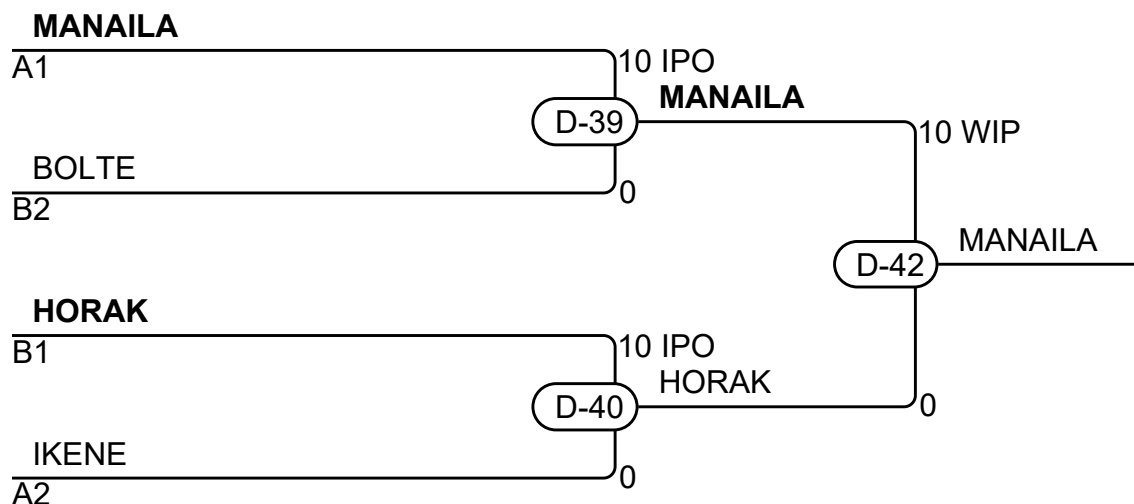 MANAILA
A1
10 IPO
MANAILA
D-39
10 WIP
BOLTE
B2
0
MANAILA
D-42
HORAK
B1
10 IPO
HORAK
D-40
0
IKENE
A2
0